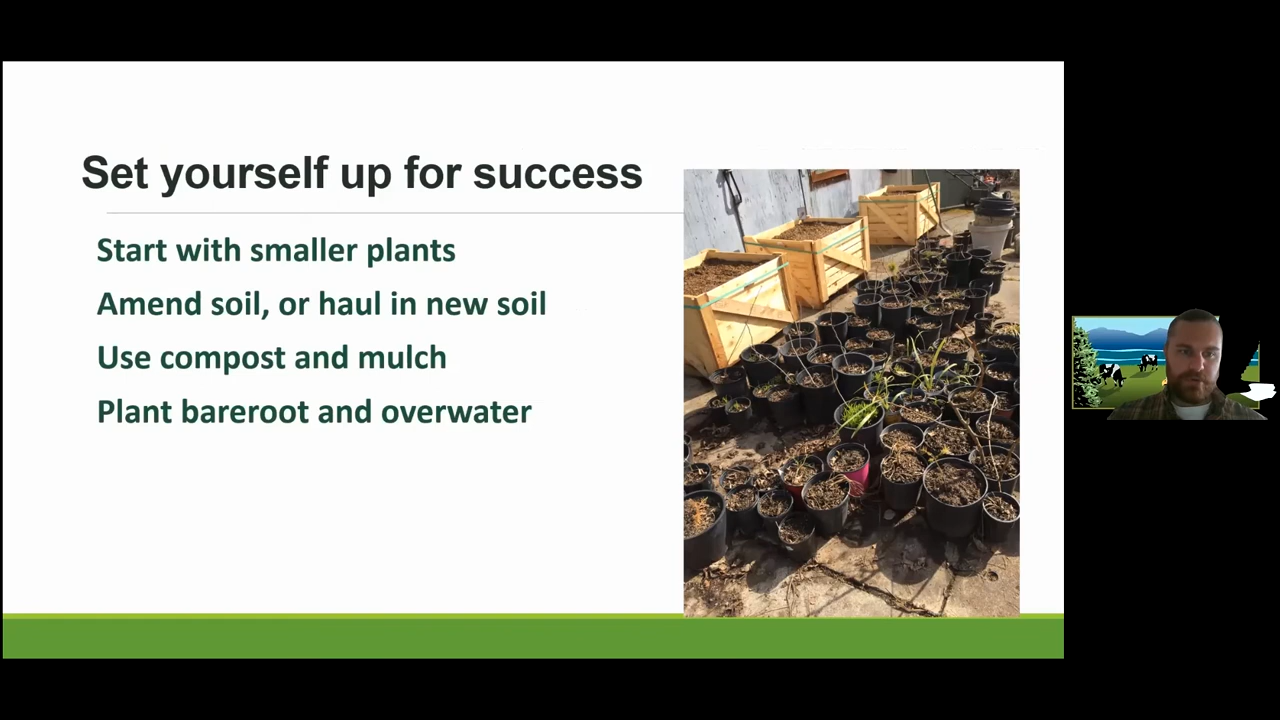 Set yourself up for success
Start with smaller plants
Amend soil, or haul in new soil
Use compost and mulch
Plant bareroot and overwater